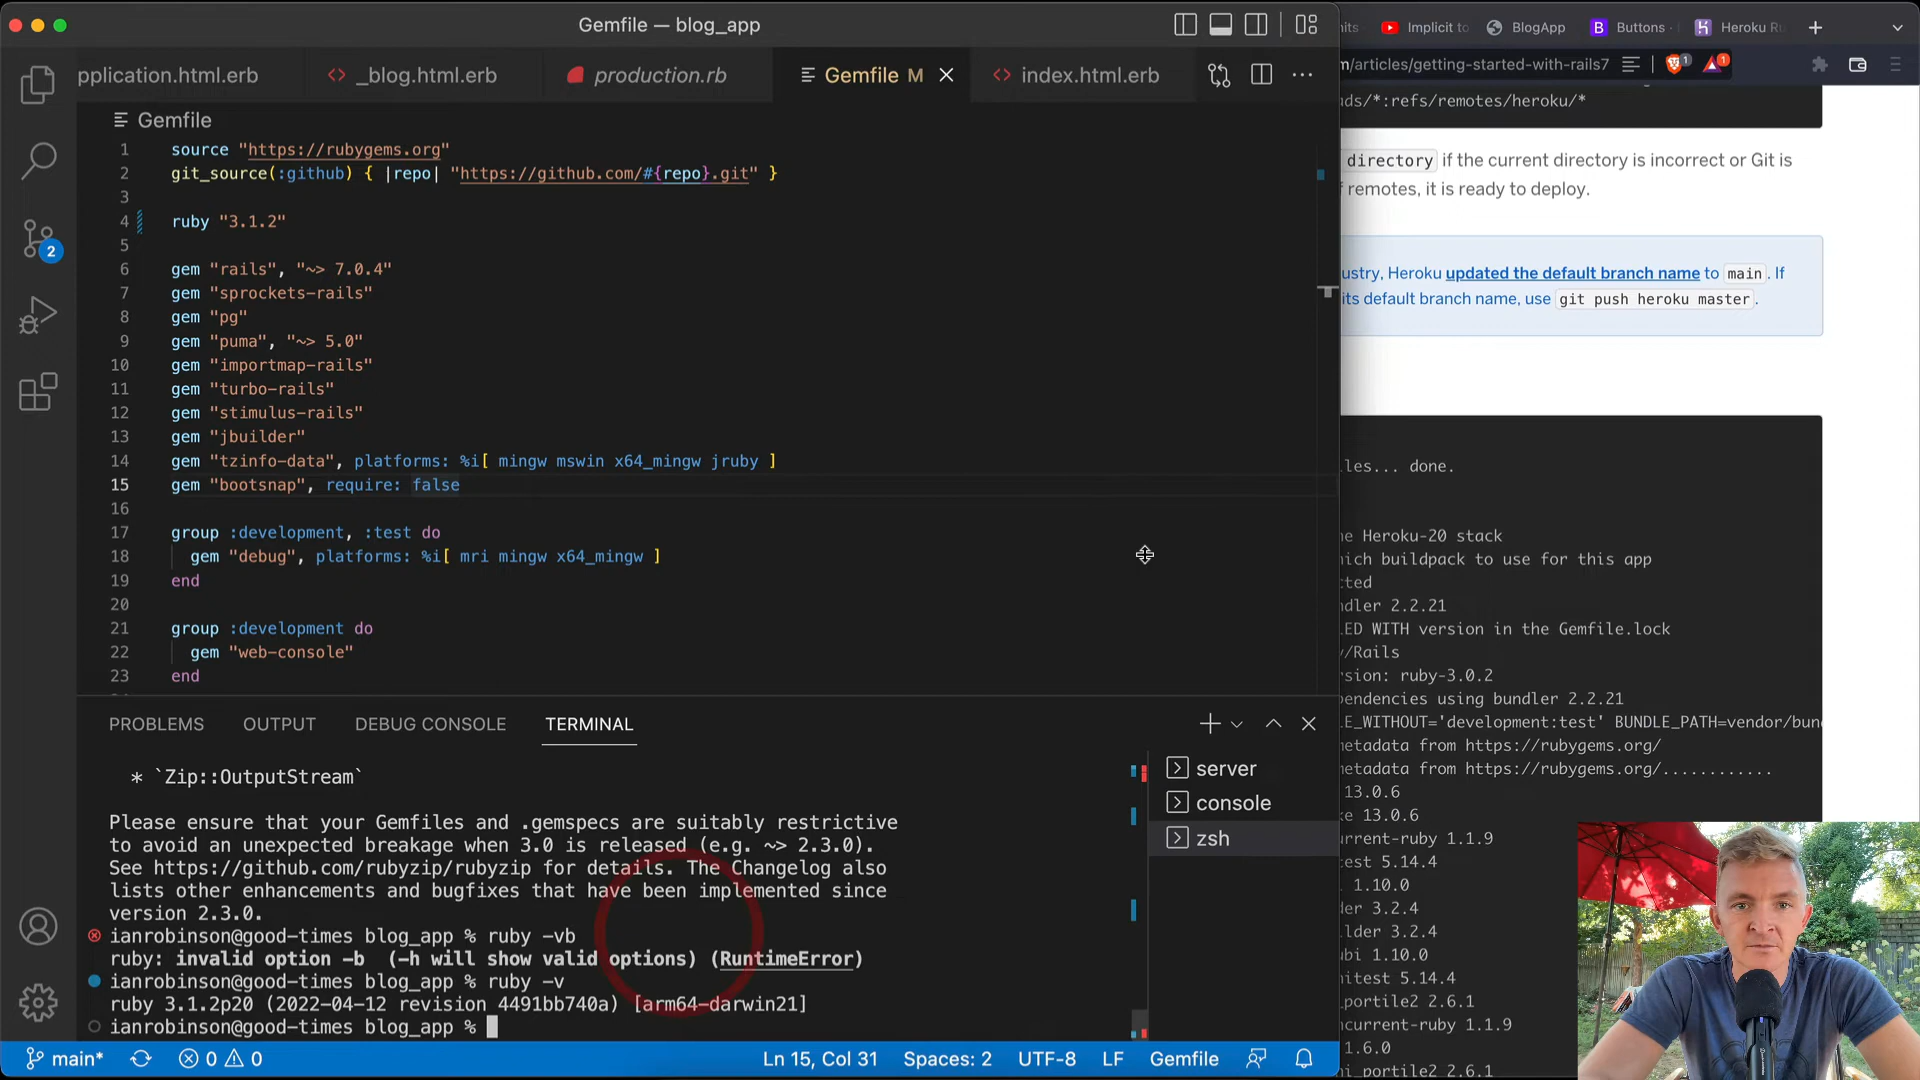 Gemfile — blog_app
pplication.html.erb
_blog.html.erb
production.rb
Gemfile M
index.html.erb
Gemfile
1 source "https://rubygems.org"
2 git_source(:github) { |repo| "https://github.com/#{repo}.git" }
3
4 ruby "3.1.2"
5
6 gem "rails", "~> 7.0.4"
7 gem "sprockets-rails"
8 gem "pg"
9 gem "puma", "~> 5.0"
10 gem "importmap-rails"
11 gem "turbo-rails"
12 gem "stimulus-rails"
13 gem "jbuilder"
14 gem "tzinfo-data", platforms: %i[ mingw mswin x64_mingw jruby ]
15 gem "bootsnap", require: false
16
17 group :development, :test do
18 gem "debug", platforms: %i[ mri mingw x64_mingw ]
19 end
20
21 group :development do
22 gem "web-console"
23 end
2
PROBLEMS OUTPUT DEBUG CONSOLE TERMINAL
* `Zip::OutputStream`
Please ensure that your Gemfiles and .gemspecs are suitably restrictive
to avoid an unexpected breakage when 3.0 is released (e.g. ~> 2.3.0).
See https://github.com/rubyzip/rubyzip for details. The Changelog also
lists other enhancements and bugfixes that have been implemented since
version 2.3.0.
ianrobinson@good-times blog_app % ruby -vb
ruby: invalid option -b (-h will show valid options) (RuntimeError)
ianrobinson@good-times blog_app % ruby -v
ruby 3.1.2p20 (2022-04-12 revision 4491bb740a) [arm64-darwin21]
ianrobinson@good-times blog_app %
server
console
zsh
main* 0 0 Ln 15, Col 31 Spaces: 2 UTF-8 LF Gemfile
nits Implicit to BlogApp Buttons · Heroku Ru
m/articles/getting-started-with-rails7 1 1
ds/*:refs/remotes/heroku/*
directory if the current directory is incorrect or Git is
f remotes, it is ready to deploy.
ustry, Heroku updated the default branch name to main. If
its default branch name, use git push heroku master.
les... done.
he Heroku-20 stack
ich buildpack to use for this app
ted
dler 2.2.21
ED WITH version in the Gemfile.lock
/Rails
sion: ruby-3.0.2
pendencies using bundler 2.2.21
E_WITHOUT='development:test' BUNDLE_PATH=vendor/bun
etadata from https://rubygems.org/
etadata from https://rubygems.org/............
13.0.6
ke 13.0.6
urrent-ruby 1.1.9
test 5.14.4
1.10.0
der 3.2.4
ilder 3.2.4
ubi 1.10.0
nitest 5.14.4
_portile2 2.6.1
ncurrent-ruby 1.1.9
1.6.0
ni_portile2 2.6.1